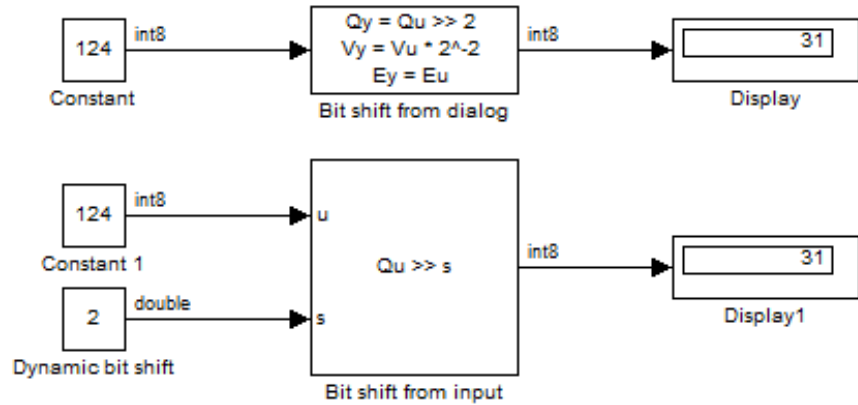 124
int8
Constant
Qy = Qu >> 2
Vy = Vu * 2^-2
Ey = Eu
Bit shift from dialog
int8
31
Display
124
int8
Constant 1
2
double
Dynamic bit shift
u
s
Qu >> s
Bit shift from input
int8
31
Display1